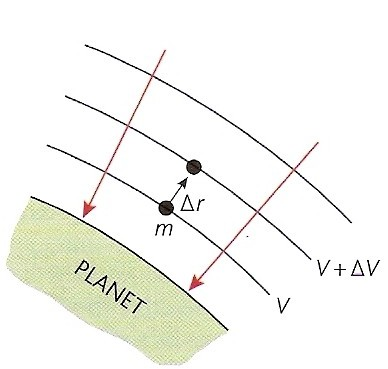 Δr
m
V + ΔV
V
PLANET